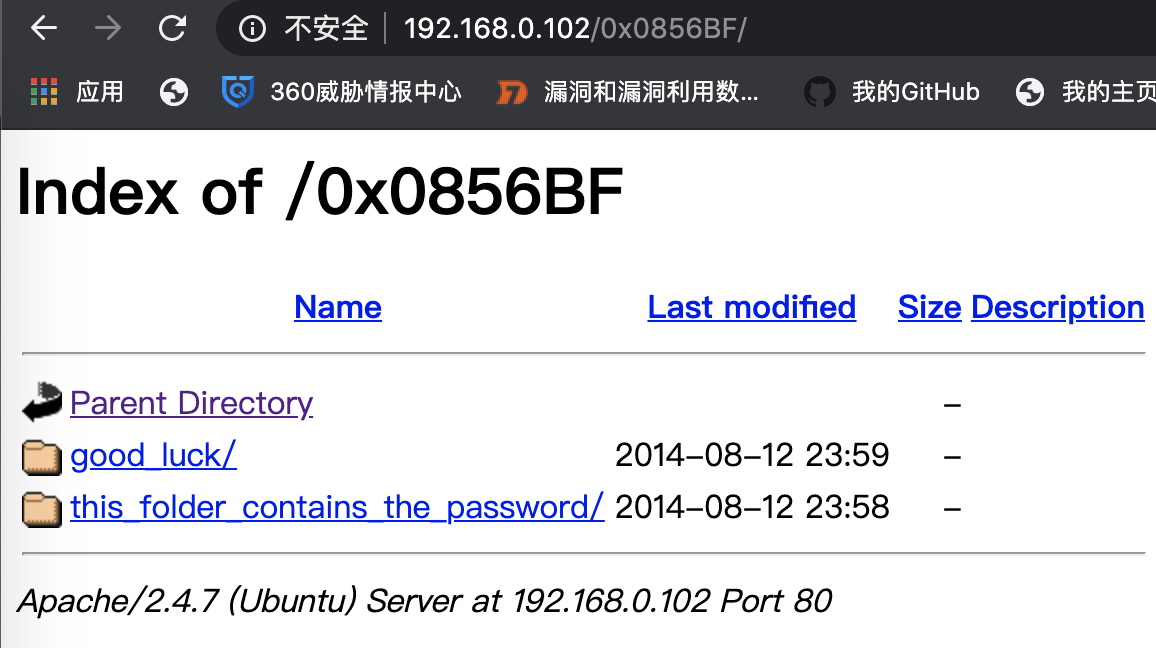 不安全 192.168.0.102/0x0856BF/
应用 360威胁情报中心 漏洞和漏洞利用数... 我的GitHub 我的主页
Index of /0x0856BF
Name Last modified Size Description
Parent Directory –
good_luck/ 2014–08–12 23:59 –
this_folder_contains_the_password/ 2014–08–12 23:58 –
Apache/2.4.7 (Ubuntu) Server at 192.168.0.102 Port 80